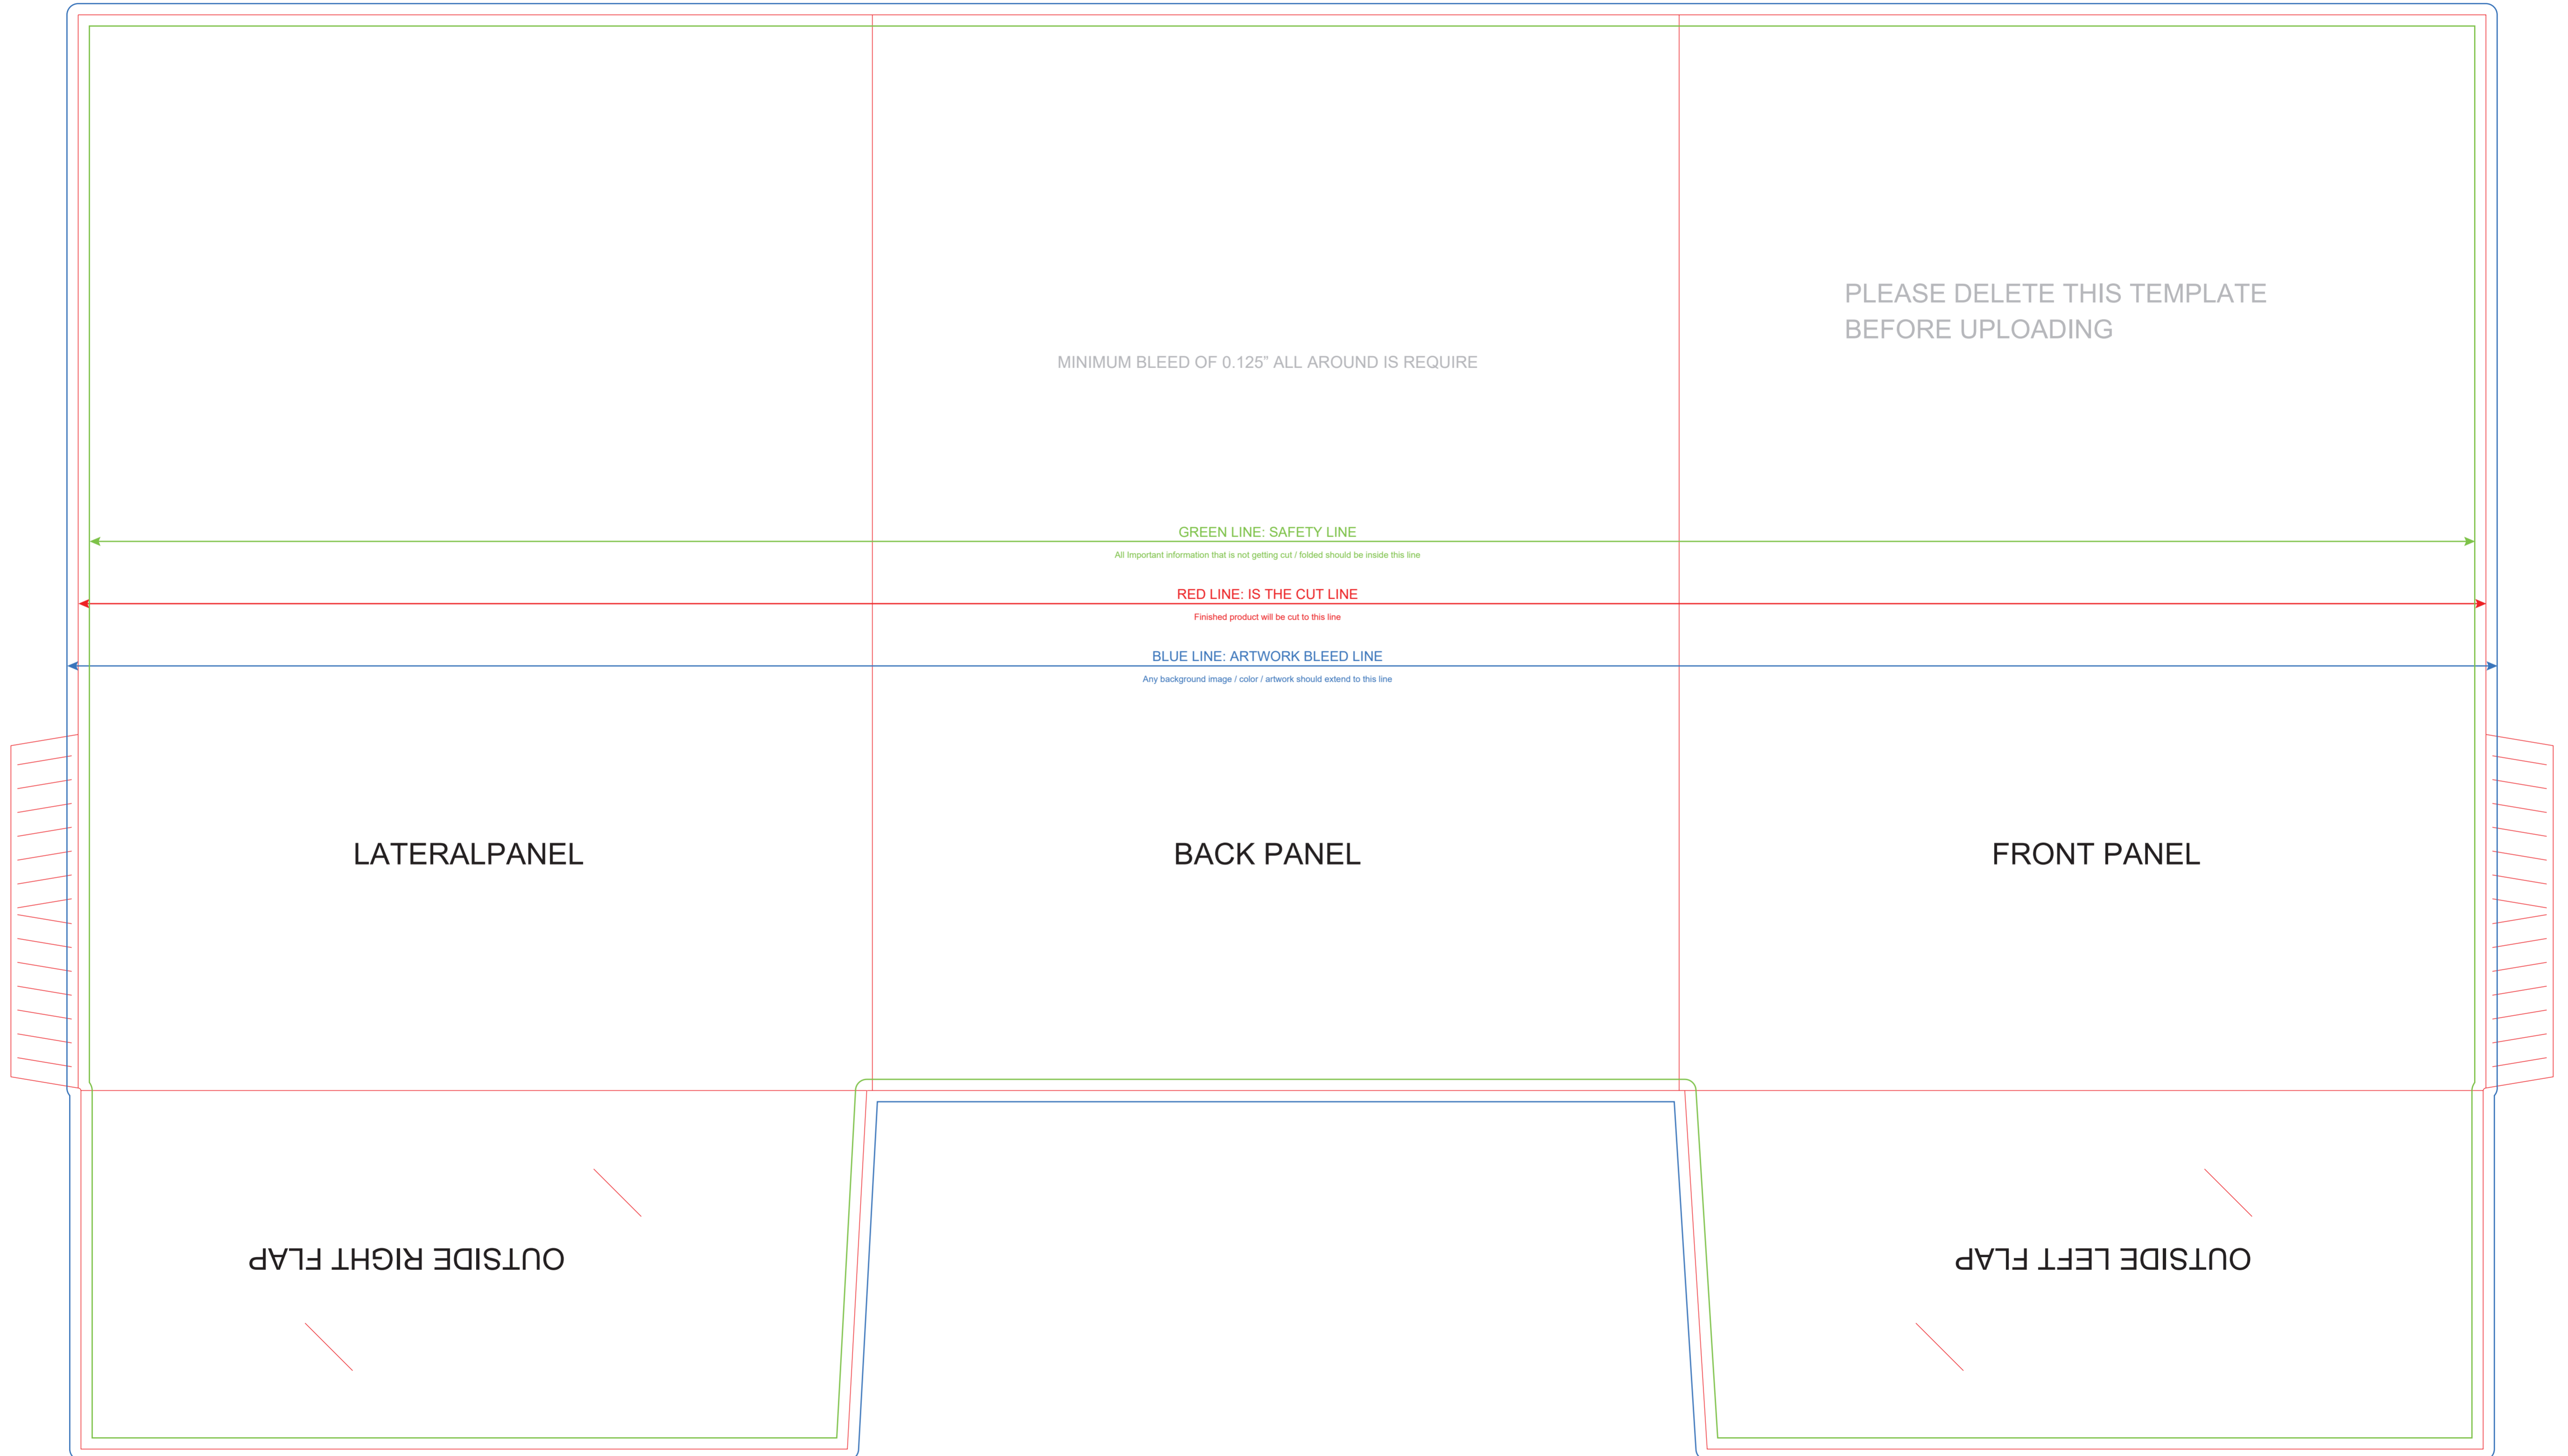 PLEASE DELETE THIS TEMPLATE
BEFORE UPLOADING
MINIMUM BLEED OF 0.125” ALL AROUND IS REQUIRE
GREEN LINE: SAFETY LINE
All Important information that is not getting cut / folded should be inside this line
RED LINE: IS THE CUT LINE
Finished product will be cut to this line
BLUE LINE: ARTWORK BLEED LINE
Any background image / color / artwork should extend to this line
LATERALPANEL
BACK PANEL
FRONT PANEL
OUTSIDE RIGHT FLAP
OUTSIDE LEFT FLAP